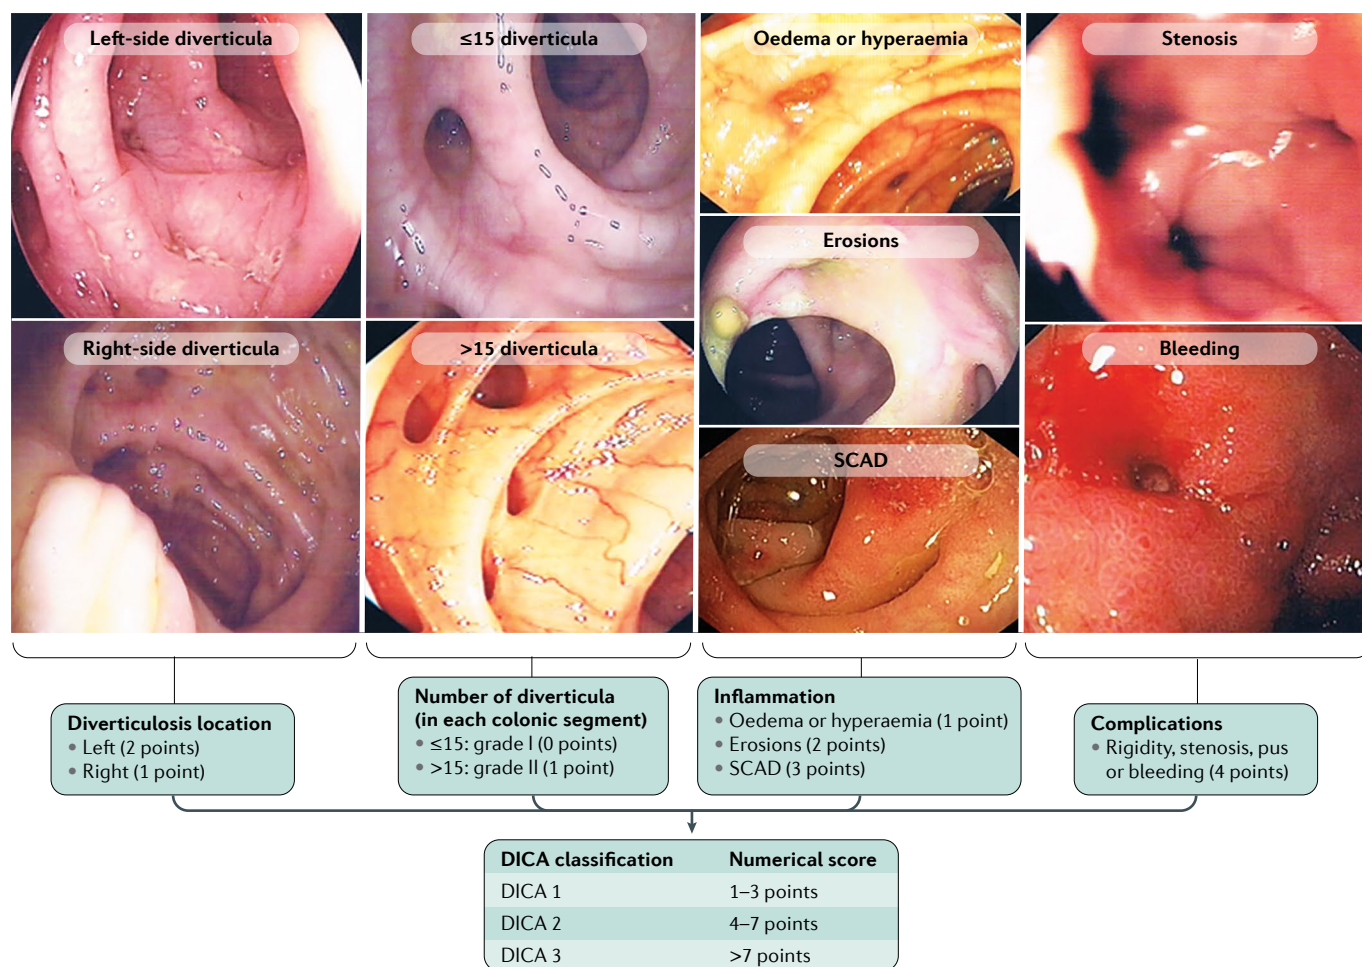 Left-side diverticula
≤15 diverticula
Oedema or hyperaemia
Stenosis
Erosions
Right-side diverticula
>15 diverticula
Bleeding
SCAD
Diverticulosis location
• Left (2 points)
• Right (1 point)
Number of diverticula
(in each colonic segment)
• ≤15: grade I (0 points)
• >15: grade II (1 point)
Inflammation
• Oedema or hyperaemia (1 point)
• Erosions (2 points)
• SCAD (3 points)
Complications
• Rigidity, stenosis, pus
or bleeding (4 points)
DICA classification Numerical score
DICA 1 1–3 points
DICA 2 4–7 points
DICA 3 >7 points